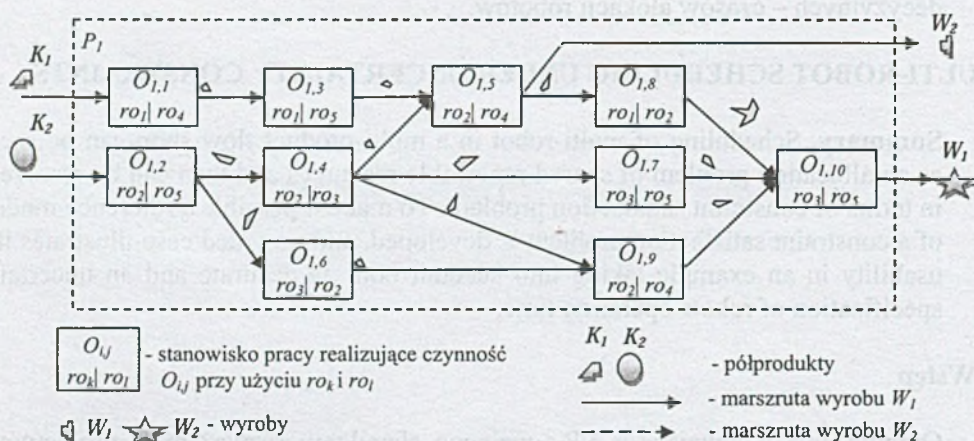 P₁
W₂
K₁
K₂
O₁,₁
ro₁| ro₄
O₁,₃
ro₁| ro₅
O₁,₅
ro₂| ro₄
O₁,₈
ro₁| ro₂
O₁,₂
ro₂| ro₅
O₁,₄
ro₂| ro₃
O₁,₇
ro₃| ro₅
O₁,₁₀
ro₃| ro₅
W₁
O₁,₆
ro₃| ro₂
O₁,₉
ro₂| ro₄
Oᵢ,ⱼ
roₖ| roₗ
- stanowisko pracy realizujące czynność
Oᵢ,ⱼ przy użyciu roₖ i roₗ
W₁ W₂ - wyroby
K₁ K₂
- półprodukty
- marszruta wyrobu W₁
- marszruta wyrobu W₂